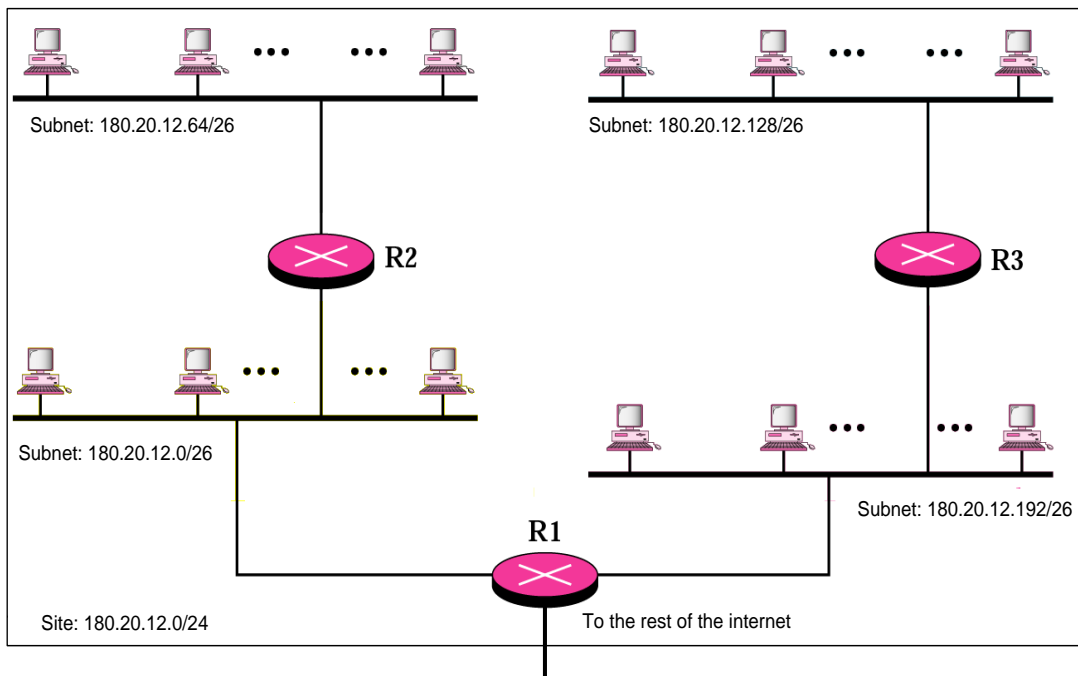 Subnet: 180.20.12.64/26
Subnet: 180.20.12.128/26
R2
R3
Subnet: 180.20.12.0/26
Subnet: 180.20.12.192/26
R1
Site: 180.20.12.0/24
To the rest of the internet